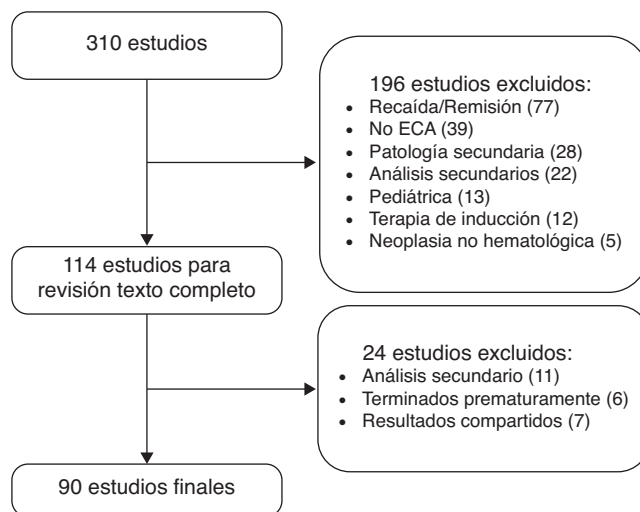 310 estudios
196 estudios excluidos:
• Recaída/Remisión (77)
• No ECA (39)
• Patología secundaria (28)
• Análisis secundarios (22)
• Pediátrica (13)
• Terapia de inducción (12)
• Neoplasia no hematológica (5)
114 estudios para
revisión texto completo
24 estudios excluidos:
• Análisis secundario (11)
• Terminados prematuramente (6)
• Resultados compartidos (7)
90 estudios finales